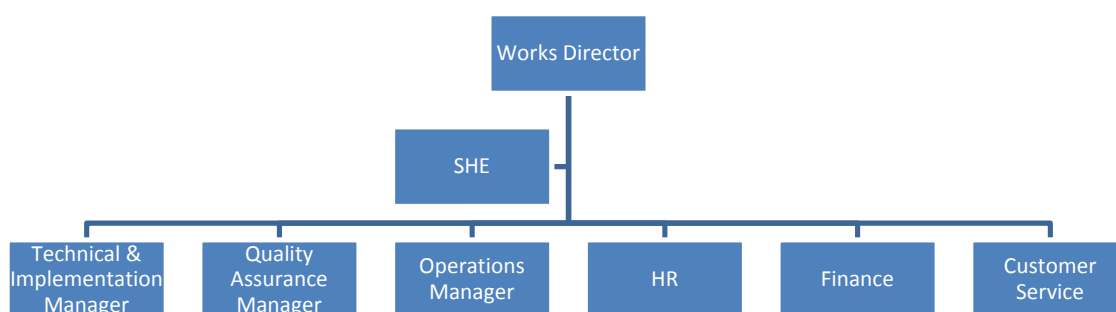 Works Director
SHE
Technical &
Implementation
Manager
Quality
Assurance
Manager
Operations
Manager
HR
Finance
Customer
Service